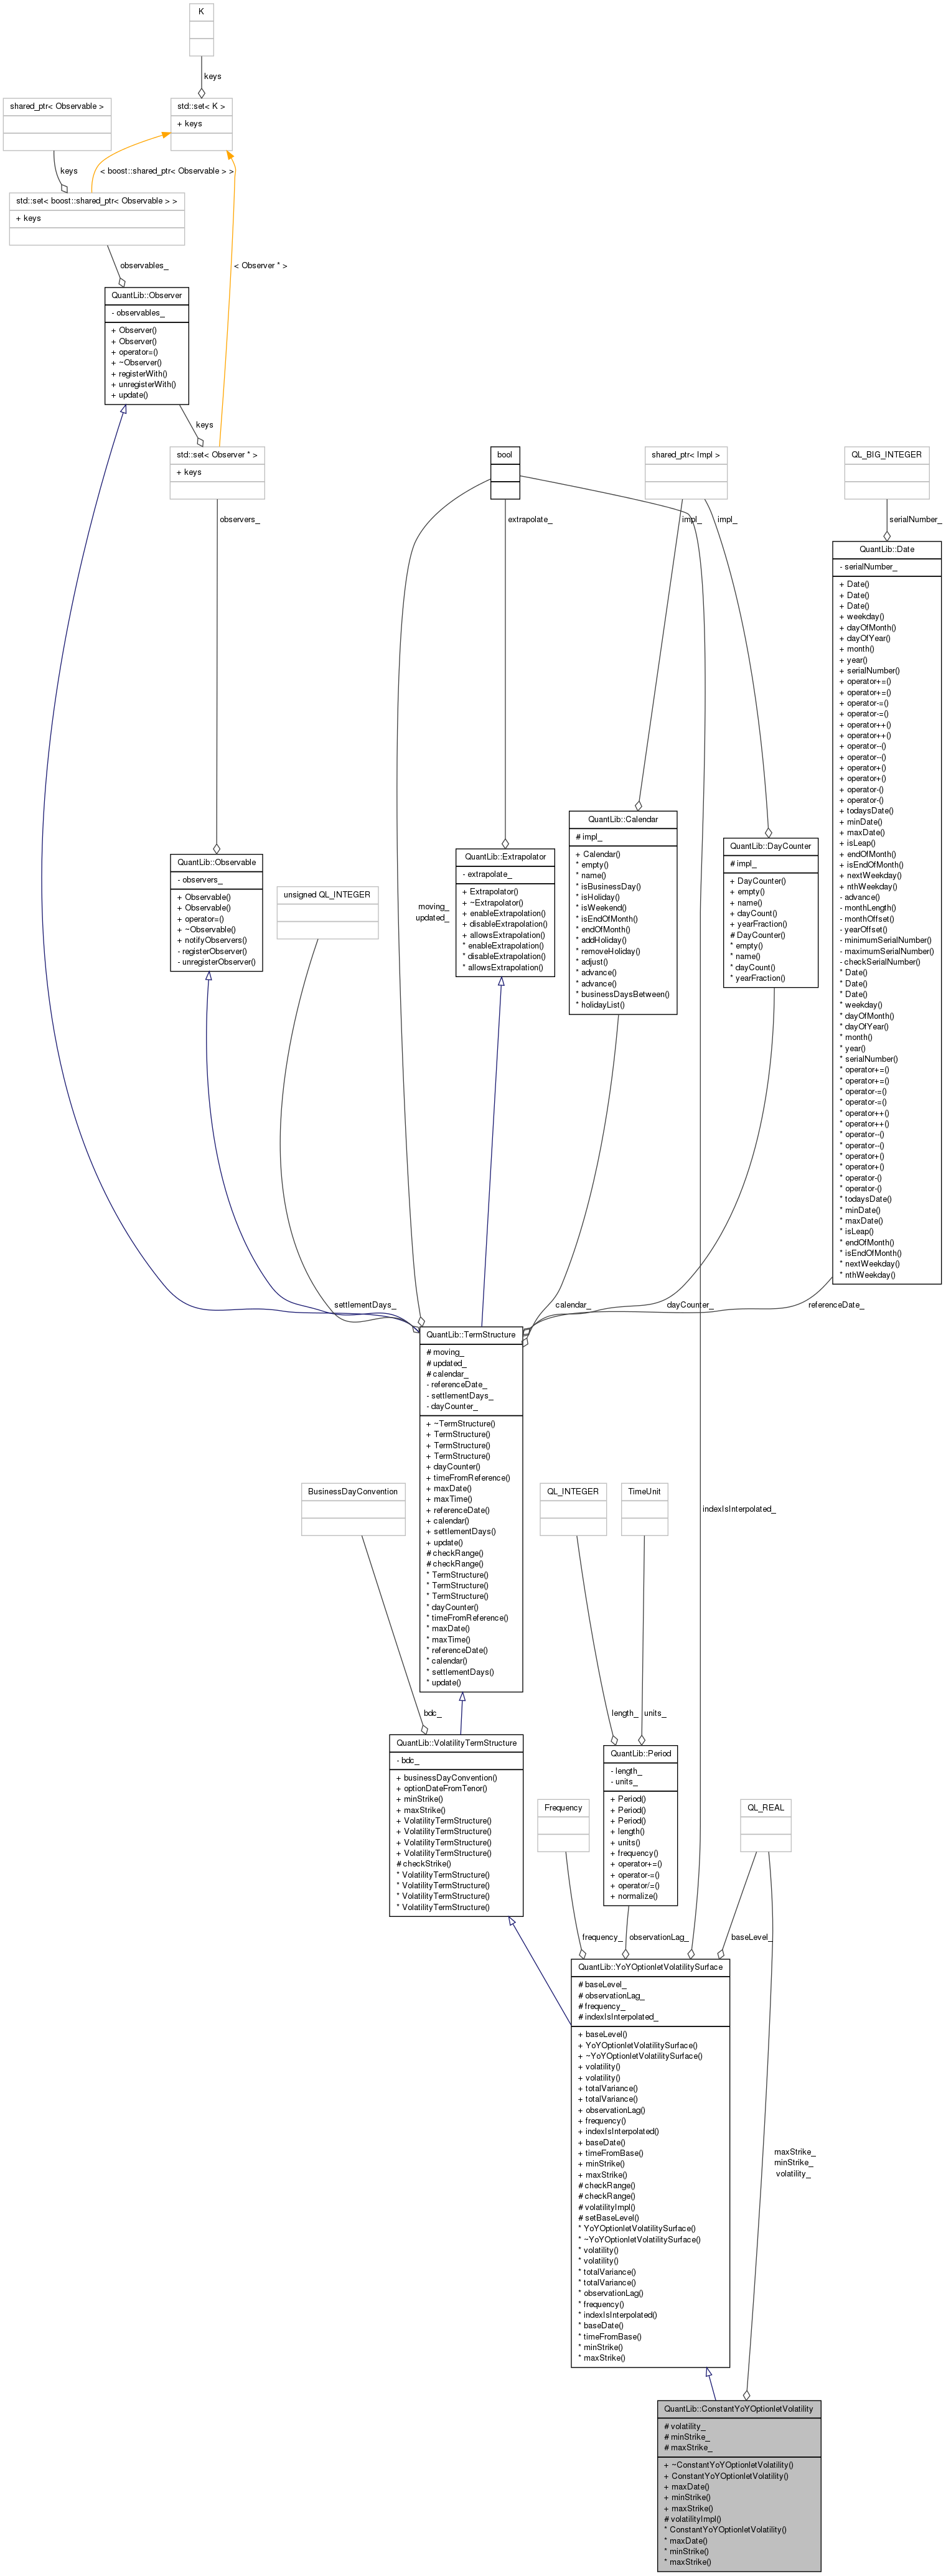 K
keys
shared_ptr< Observable >
std::set< K >
+ keys
keys
< boost::shared_ptr< Observable > >
std::set< boost::shared_ptr< Observable > >
+ keys
observables_
< Observer * >
QuantLib::Observer
- observables_
+ Observer()
+ Observer()
+ operator=()
+ ~Observer()
+ registerWith()
+ unregisterWith()
+ update()
keys
std::set< Observer * >
+ keys
bool
shared_ptr< Impl >
QL_BIG_INTEGER
observers_
extrapolate_
impl_
impl_
serialNumber_
QuantLib::Date
- serialNumber_
+ Date()
+ Date()
+ Date()
+ weekday()
+ dayOfMonth()
+ dayOfYear()
+ month()
+ year()
+ serialNumber()
+ operator+=()
+ operator+=()
+ operator-=()
+ operator-=()
+ operator++()
+ operator++()
+ operator--()
+ operator--()
+ operator+()
+ operator+()
+ operator-()
+ operator-()
+ todaysDate()
+ minDate()
+ maxDate()
+ isLeap()
+ endOfMonth()
+ isEndOfMonth()
+ nextWeekday()
+ nthWeekday()
- advance()
- monthLength()
- monthOffset()
- yearOffset()
- minimumSerialNumber()
- maximumSerialNumber()
- checkSerialNumber()
* Date()
* Date()
* Date()
* weekday()
* dayOfMonth()
* dayOfYear()
* month()
* year()
* serialNumber()
* operator+=()
* operator+=()
* operator-=()
* operator-=()
* operator++()
* operator++()
* operator--()
* operator--()
* operator+()
* operator+()
* operator-()
* operator-()
* todaysDate()
* minDate()
* maxDate()
* isLeap()
* endOfMonth()
* isEndOfMonth()
* nextWeekday()
* nthWeekday()
QuantLib::Calendar
# impl_
+ Calendar()
* empty()
* name()
* isBusinessDay()
* isHoliday()
* isWeekend()
* isEndOfMonth()
* endOfMonth()
* addHoliday()
* removeHoliday()
* adjust()
* advance()
* advance()
* businessDaysBetween()
* holidayList()
QuantLib::DayCounter
# impl_
+ DayCounter()
+ empty()
+ name()
+ dayCount()
+ yearFraction()
# DayCounter()
* empty()
* name()
* dayCount()
* yearFraction()
QuantLib::Extrapolator
- extrapolate_
+ Extrapolator()
+ ~Extrapolator()
+ enableExtrapolation()
+ disableExtrapolation()
+ allowsExtrapolation()
* enableExtrapolation()
* disableExtrapolation()
* allowsExtrapolation()
QuantLib::Observable
- observers_
+ Observable()
+ Observable()
+ operator=()
+ ~Observable()
+ notifyObservers()
- registerObserver()
- unregisterObserver()
unsigned QL_INTEGER
moving_
updated_
settlementDays_
calendar_
dayCounter_
referenceDate_
QuantLib::TermStructure
# moving_
# updated_
# calendar_
- referenceDate_
- settlementDays_
- dayCounter_
+ ~TermStructure()
+ TermStructure()
+ TermStructure()
+ TermStructure()
+ dayCounter()
+ timeFromReference()
+ maxDate()
+ maxTime()
+ referenceDate()
+ calendar()
+ settlementDays()
+ update()
# checkRange()
# checkRange()
* TermStructure()
* TermStructure()
* TermStructure()
* dayCounter()
* timeFromReference()
* maxDate()
* maxTime()
* referenceDate()
* calendar()
* settlementDays()
* update()
BusinessDayConvention
QL_INTEGER
TimeUnit
indexIsInterpolated_
bdc_
length_
units_
QuantLib::VolatilityTermStructure
- bdc_
+ businessDayConvention()
+ optionDateFromTenor()
+ minStrike()
+ maxStrike()
+ VolatilityTermStructure()
+ VolatilityTermStructure()
+ VolatilityTermStructure()
+ VolatilityTermStructure()
# checkStrike()
* VolatilityTermStructure()
* VolatilityTermStructure()
* VolatilityTermStructure()
* VolatilityTermStructure()
QuantLib::Period
- length_
- units_
+ Period()
+ Period()
+ Period()
+ length()
+ units()
+ frequency()
+ operator+=()
+ operator-=()
+ operator/=()
+ normalize()
Frequency
QL_REAL
frequency_
observationLag_
baseLevel_
QuantLib::YoYOptionletVolatilitySurface
# baseLevel_
# observationLag_
# frequency_
# indexIsInterpolated_
+ baseLevel()
+ YoYOptionletVolatilitySurface()
+ ~YoYOptionletVolatilitySurface()
+ volatility()
+ volatility()
+ totalVariance()
+ totalVariance()
+ observationLag()
+ frequency()
+ indexIsInterpolated()
+ baseDate()
+ timeFromBase()
+ minStrike()
+ maxStrike()
# checkRange()
# checkRange()
# volatilityImpl()
# setBaseLevel()
* YoYOptionletVolatilitySurface()
* ~YoYOptionletVolatilitySurface()
* volatility()
* volatility()
* totalVariance()
* totalVariance()
* observationLag()
* frequency()
* indexIsInterpolated()
* baseDate()
* timeFromBase()
* minStrike()
* maxStrike()
maxStrike_
minStrike_
volatility_
QuantLib::ConstantYoYOptionletVolatility
# volatility_
# minStrike_
# maxStrike_
+ ~ConstantYoYOptionletVolatility()
+ ConstantYoYOptionletVolatility()
+ maxDate()
+ minStrike()
+ maxStrike()
# volatilityImpl()
* ConstantYoYOptionletVolatility()
* maxDate()
* minStrike()
* maxStrike()